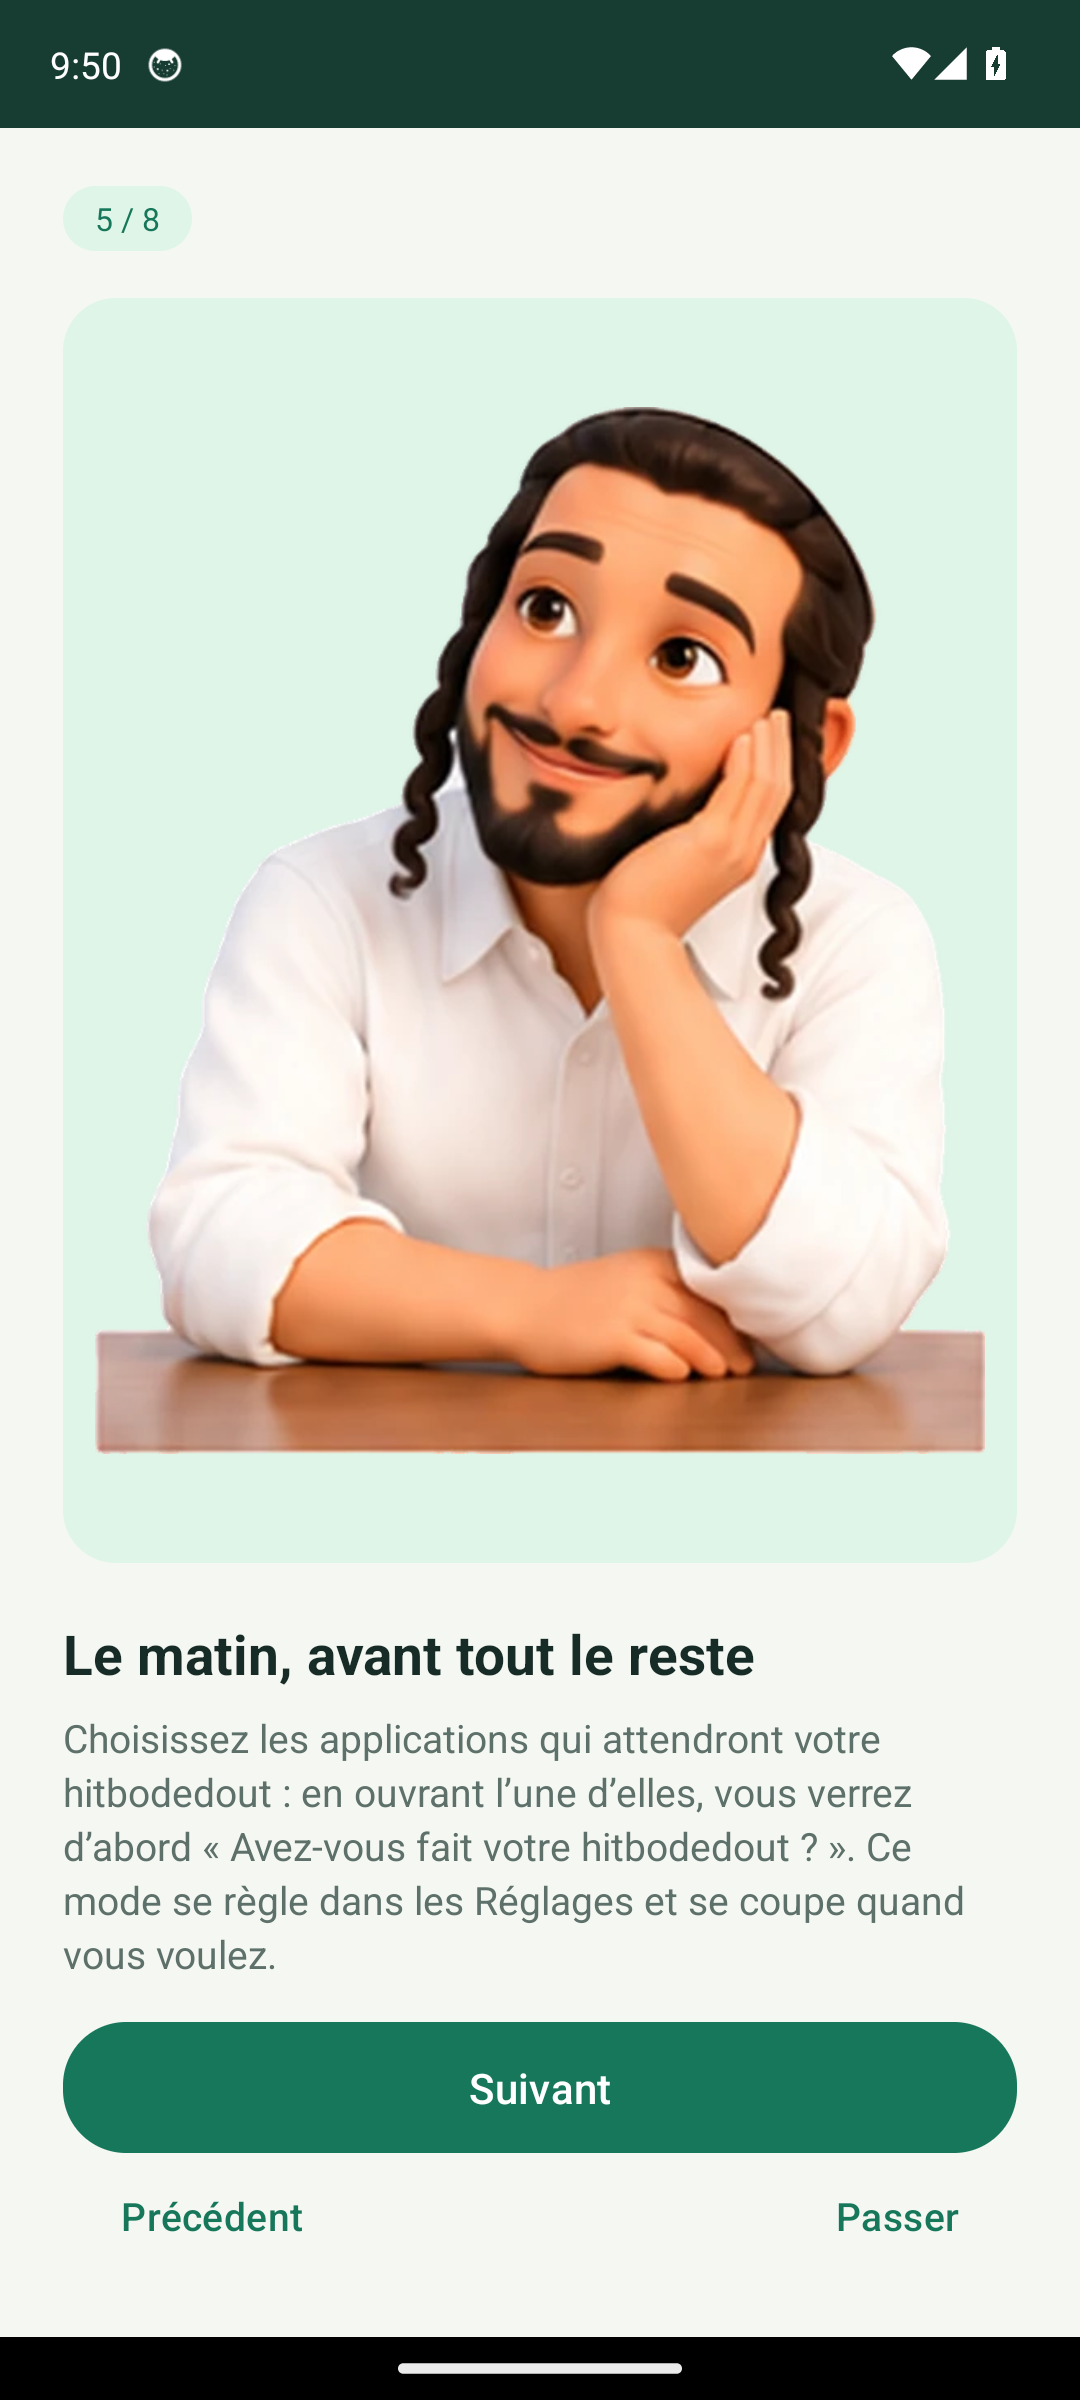 9:50
5 / 8
Le matin, avant tout le reste
Choisissez les applications qui attendront votre
hitbodedout : en ouvrant l’une d’elles, vous verrez
d’abord « Avez-vous fait votre hitbodedout ? ». Ce
mode se règle dans les Réglages et se coupe quand
vous voulez.
Suivant
Précédent
Passer